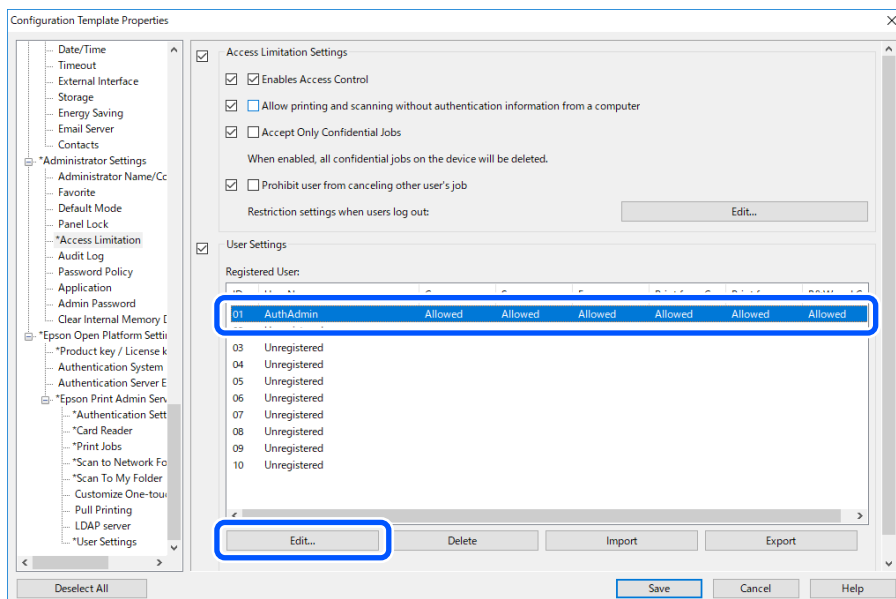 Configuration Template Properties
Date/Time
Timeout
External Interface
Storage
Energy Saving
Email Server
Contacts
*Administrator Settings
Administrator Name/Co
Favorite
Default Mode
Panel Lock
*Access Limitation
Audit Log
Password Policy
Application
Admin Password
Clear Internal Memory D
*Epson Open Platform Settin
*Product key / License k
Authentication System
Authentication Server E
*Epson Print Admin Serv
*Authentication Sett
*Card Reader
*Print Jobs
*Scan to Network Fo
*Scan To My Folder
Customize One-touc
Pull Printing
LDAP server
*User Settings
Access Limitation Settings
Enables Access Control
Allow printing and scanning without authentication information from a computer
Accept Only Confidential Jobs
When enabled, all confidential jobs on the device will be deleted.
Prohibit user from canceling other user's job
Restriction settings when users log out: Edit...
User Settings
Registered User:
01 AuthAdmin Allowed Allowed Allowed Allowed Allowed Allowed
03 Unregistered
04 Unregistered
05 Unregistered
06 Unregistered
07 Unregistered
08 Unregistered
09 Unregistered
10 Unregistered
Edit... Delete Import Export
Deselect All Save Cancel Help